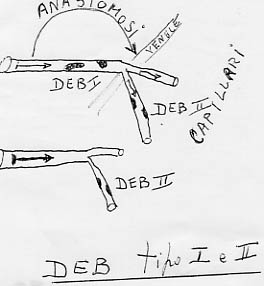 ANASTOMOSI
VENULE
DEB I
DEB II
CAPILLARI
DEB II
DEB tipo I e II